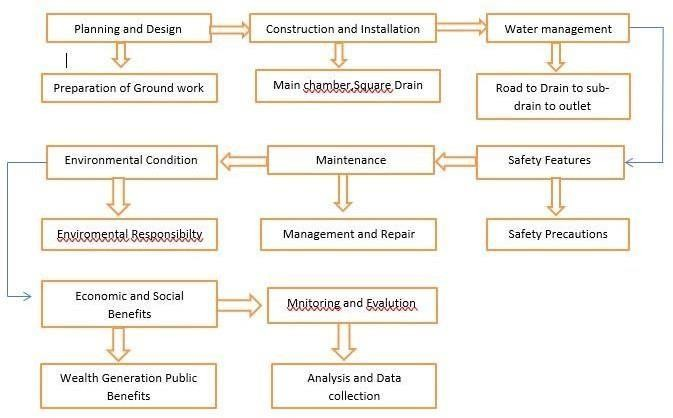 Planning and Design
Construction and Installation
Water management
Preparation of Ground work
Main chamber,Square Drain
Road to Drain to sub-
drain to outlet
Environmental Condition
Maintenance
Safety Features
Enviromental Responsibilty
Management and Repair
Safety Precautions
Economic and Social
Benefits
Mnitoring and Evalution
Wealth Generation Public
Benefits
Analysis and Data
collection